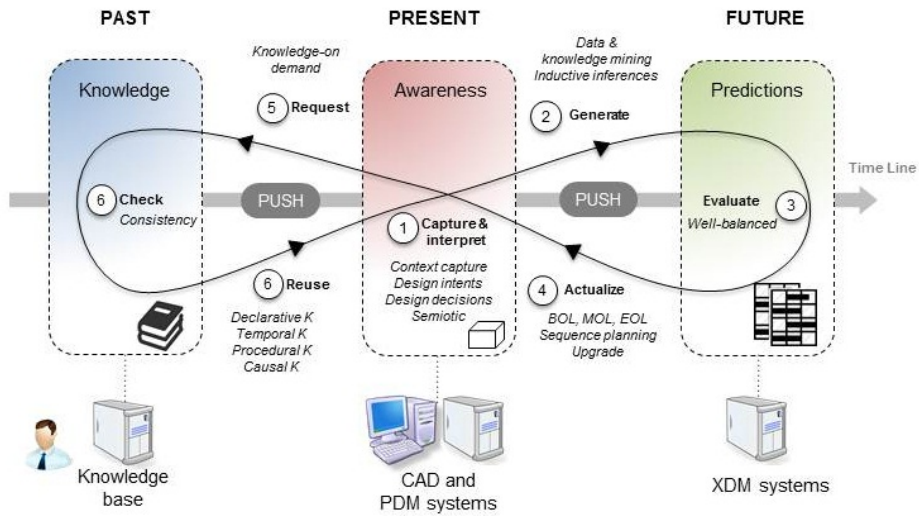 PAST
PRESENT
FUTURE
Knowledge-on
demand
Data &
knowledge mining
Inductive inferences
Knowledge
Awareness
Predictions
5 Request
2 Generate
Time Line
6 Check
Consistency
PUSH
PUSH
Evaluate 3
Well-balanced
1 Capture &
interpret
Context capture
Design intents
Design decisions
Semiotic
6 Reuse
Declarative K
Temporal K
Procedural K
Causal K
4 Actualize
BOL, MOL, EOL
Sequence planning
Upgrade
Knowledge
base
CAD and
PDM systems
XDM systems